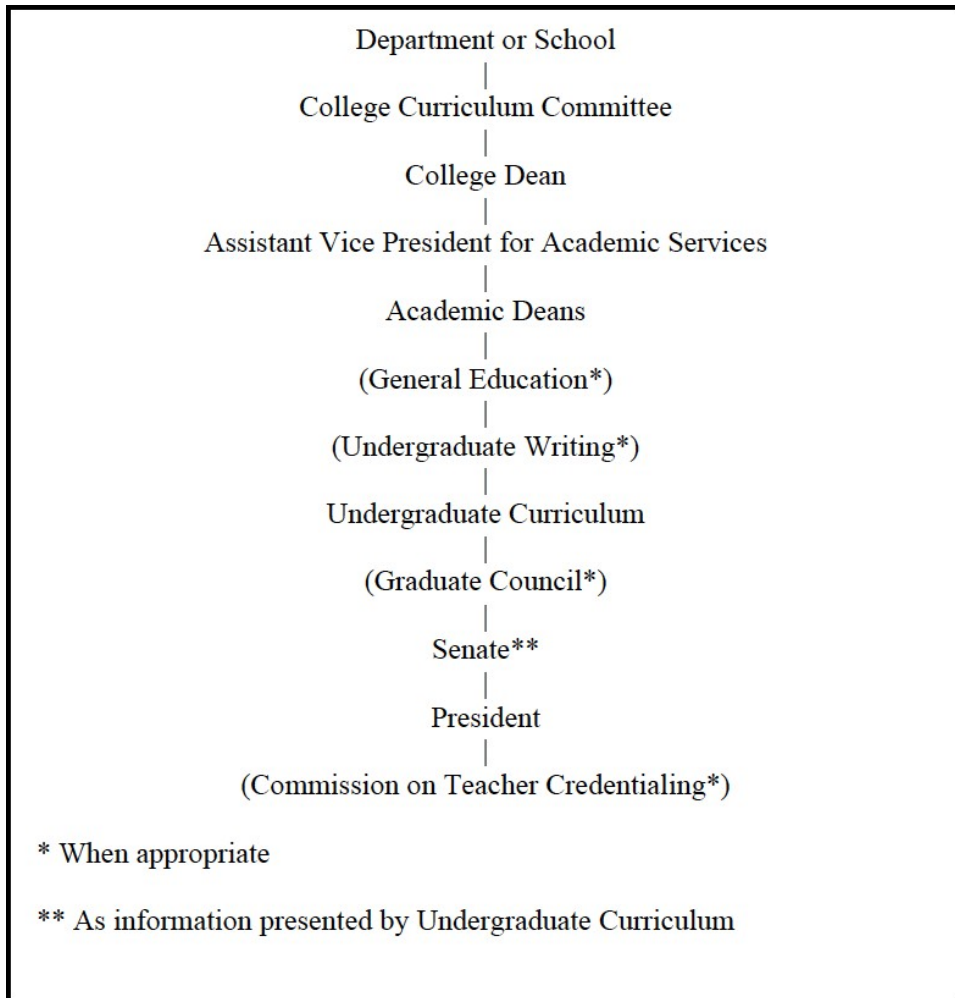 Department or School
College Curriculum Committee
College Dean
Assistant Vice President for Academic Services
Academic Deans
(General Education*)
(Undergraduate Writing*)
Undergraduate Curriculum
(Graduate Council*)
Senate**
President
(Commission on Teacher Credentialing*)
* When appropriate
** As information presented by Undergraduate Curriculum